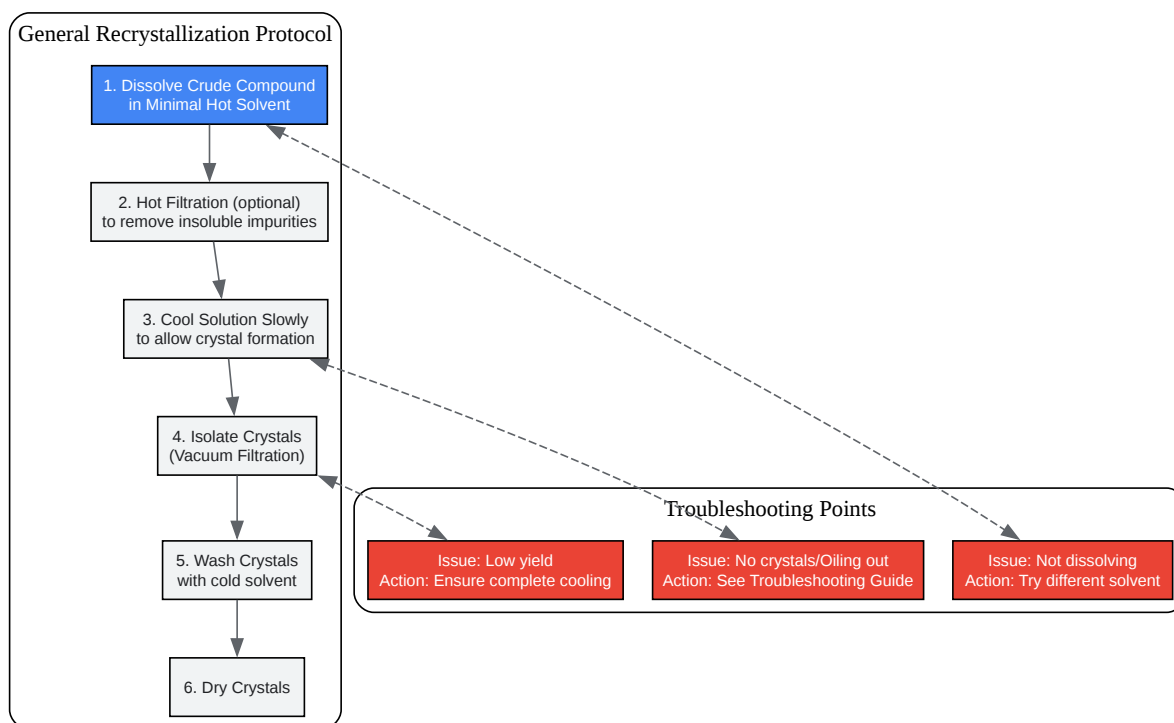 General Recrystallization Protocol
1. Dissolve Crude Compound
in Minimal Hot Solvent
2. Hot Filtration (optional)
to remove insoluble impurities
3. Cool Solution Slowly
to allow crystal formation
4. Isolate Crystals
(Vacuum Filtration)
5. Wash Crystals
with cold solvent
6. Dry Crystals
Troubleshooting Points
Issue: Low yield
Action: Ensure complete cooling
Issue: No crystals/Oiling out
Action: See Troubleshooting Guide
Issue: Not dissolving
Action: Try different solvent